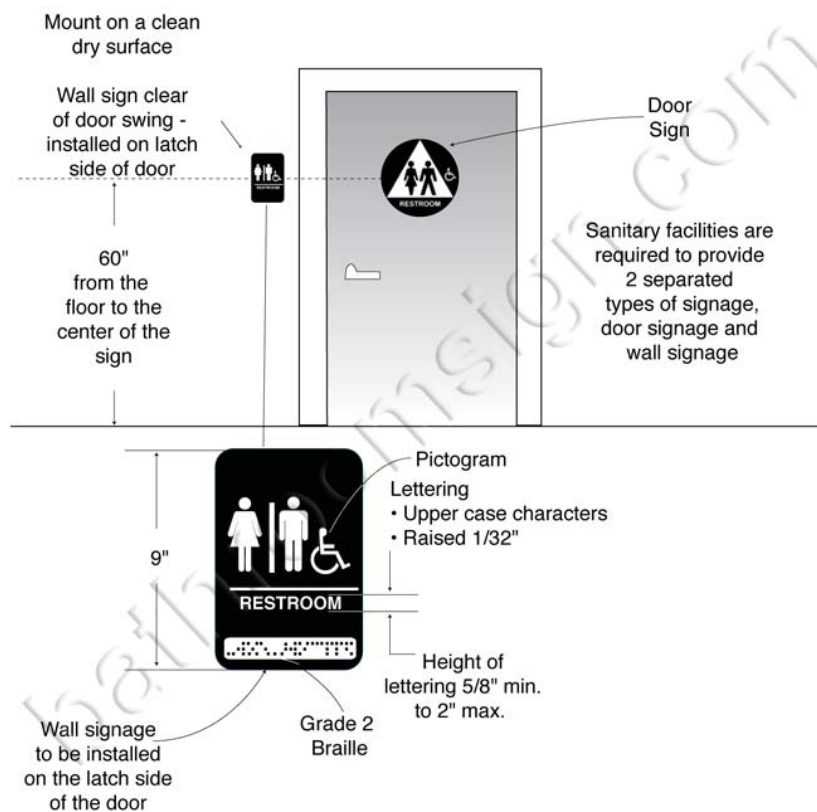 Mount on a clean
dry surface
Wall sign clear
of door swing -
installed on latch
side of door
RESTROOM
RESTROOM
Door
Sign
60"
from the
floor to the
center of the
sign
Sanitary facilities are
required to provide
2 separated
types of signage,
door signage and
wall signage
9"
RESTROOM
Pictogram
Lettering
• Upper case characters
• Raised 1/32"
Height of
lettering 5/8" min.
to 2" max.
Grade 2
Braille
Wall signage
to be installed
on the latch side
of the door